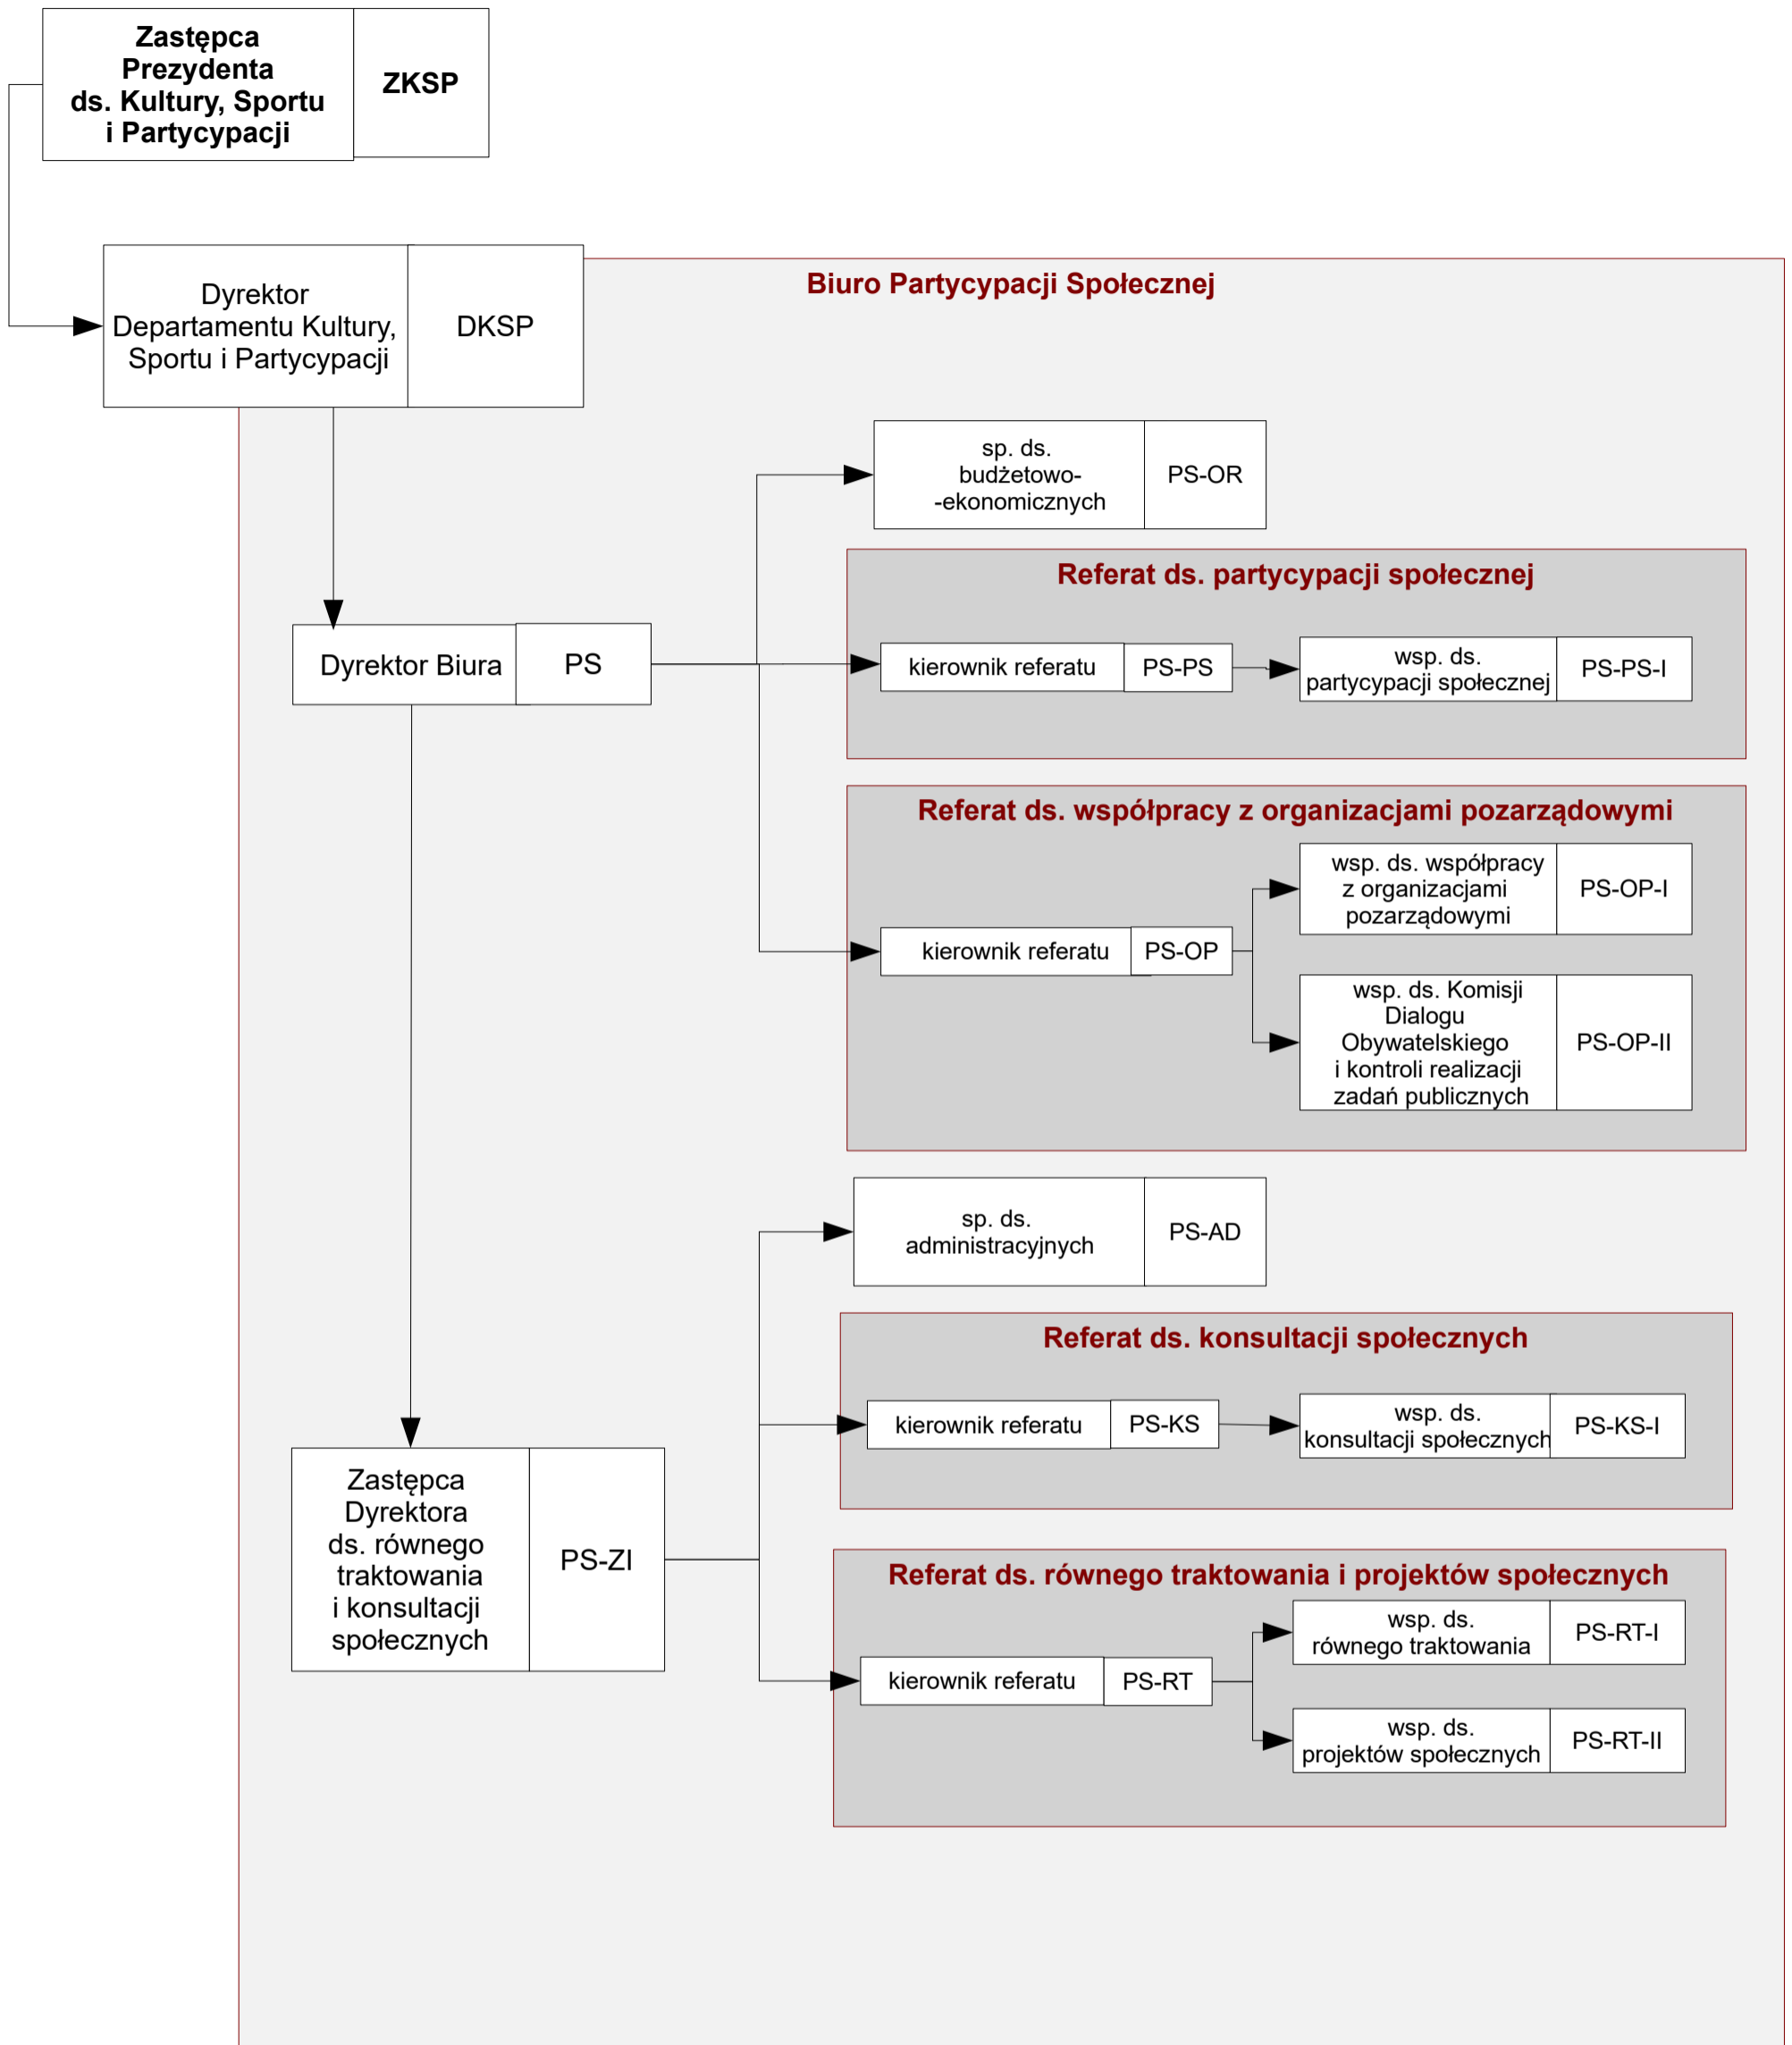 Zastępca
Prezydenta
ds. Kultury, Sportu
i Partycypacji
ZKSP
Dyrektor
Departamentu Kultury,
Sportu i Partycypacji
DKSP
Biuro Partycypacji Społecznej
sp. ds.
budżetowo-
-ekonomicznych
PS-OR
Dyrektor Biura
PS
Referat ds. partycypacji społecznej
kierownik referatu
PS-PS
wsp. ds.
partycypacji społecznej
PS-PS-I
Referat ds. współpracy z organizacjami pozarządowymi
kierownik referatu
PS-OP
wsp. ds. współpracy
z organizacjami
pozarządowymi
PS-OP-I
wsp. ds. Komisji
Dialogu
Obywatelskiego
i kontroli realizacji
zadań publicznych
PS-OP-II
sp. ds.
administracyjnych
PS-AD
Zastępca
Dyrektora
ds. równego
traktowania
i konsultacji
społecznych
PS-ZI
Referat ds. konsultacji społecznych
kierownik referatu
PS-KS
wsp. ds.
konsultacji społecznych
PS-KS-I
Referat ds. równego traktowania i projektów społecznych
kierownik referatu
PS-RT
wsp. ds.
równego traktowania
PS-RT-I
wsp. ds.
projektów społecznych
PS-RT-II